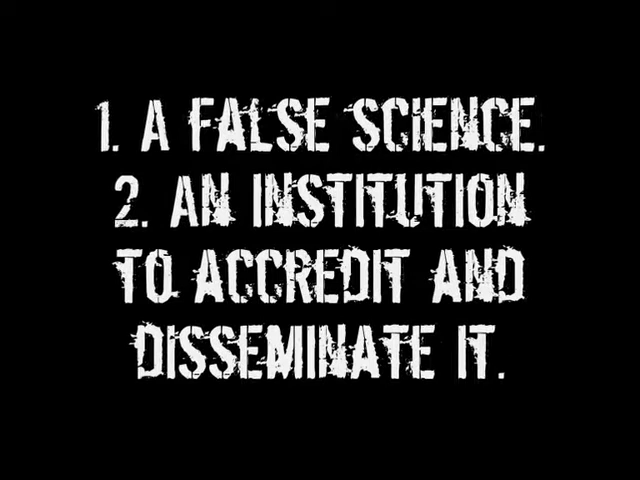 1. A FALSE SCIENCE.
2. AN INSTITUTION
TO ACCREDIT AND
DISSEMINATE IT.